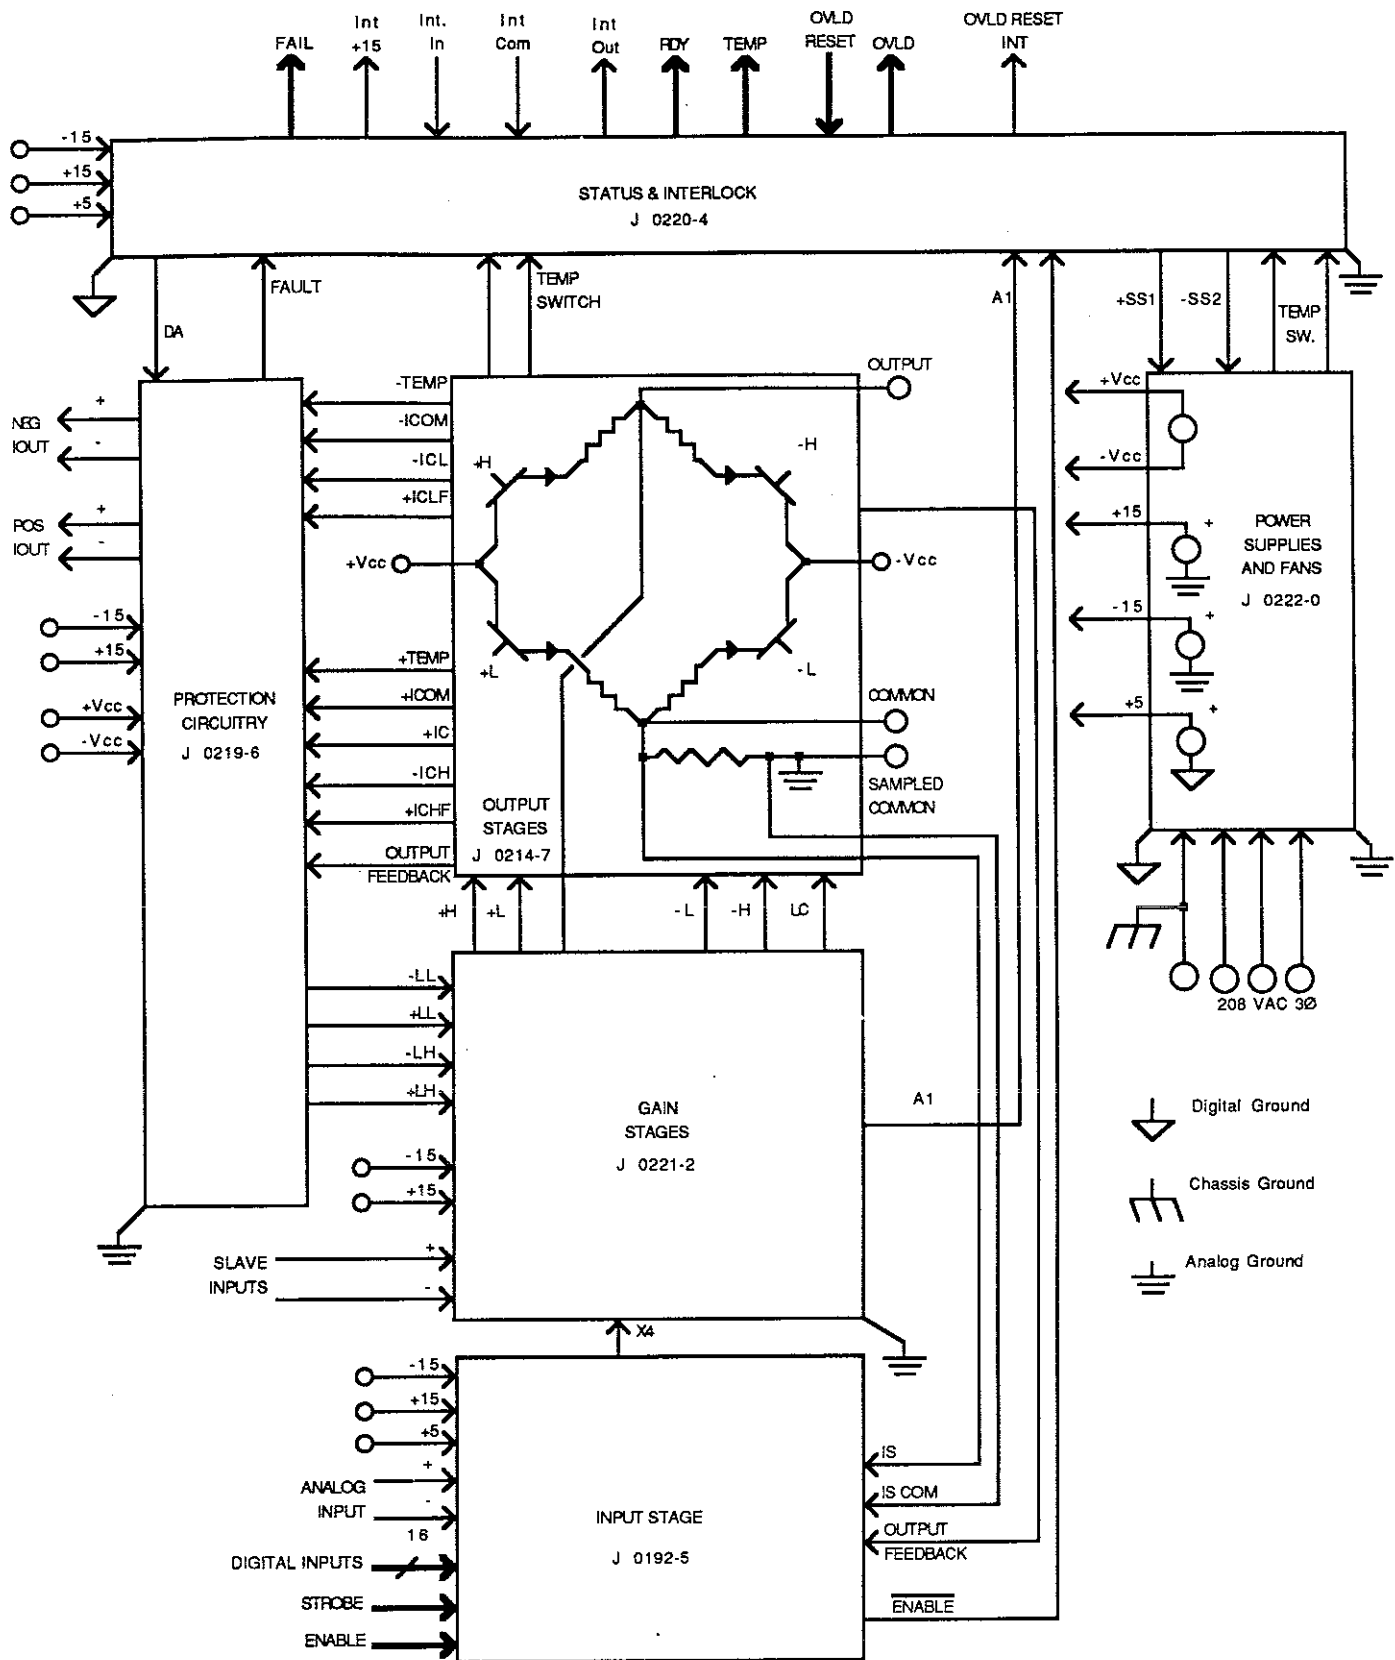 FAIL
Int
+15
Int.
In
Int
Com
Int
Out
RDY
TEMP
OVLD
RESET
OVLD
OVLD RESET
INT
-15
+15
+5
STATUS & INTERLOCK
J 0220-4
DA
FAULT
TEMP
SWITCH
A1
+SS1
-SS2
TEMP
SW.
NEG
IOUT
+
-
POS
IOUT
+
-
-15
+15
+Vcc
-Vcc
PROTECTION
CIRCUITRY
J 0219-6
-TEMP
-ICOM
-ICL
+ICLF
+TEMP
+ICOM
+IC
-ICH
+ICHF
OUTPUT
FEEDBACK
+H
-H
+Vcc
-Vcc
+L
-L
OUTPUT
COMMON
SAMPLED
COMMON
OUTPUT
STAGES
J 0214-7
+Vcc
-Vcc
+15
+
-15
+
+5
+
POWER
SUPPLIES
AND FANS
J 0222-0
208 VAC 3Ø
+H
+L
-L
-H
LC
-LL
+LL
-LH
+LH
-15
+15
SLAVE
INPUTS
+
-
GAIN
STAGES
J 0221-2
A1
Digital Ground
Chassis Ground
Analog Ground
X4
-15
+15
+5
ANALOG
INPUT
+
-
16
DIGITAL INPUTS
STROBE
ENABLE
INPUT STAGE
J 0192-5
IS
IS COM
OUTPUT
FEEDBACK
ENABLE